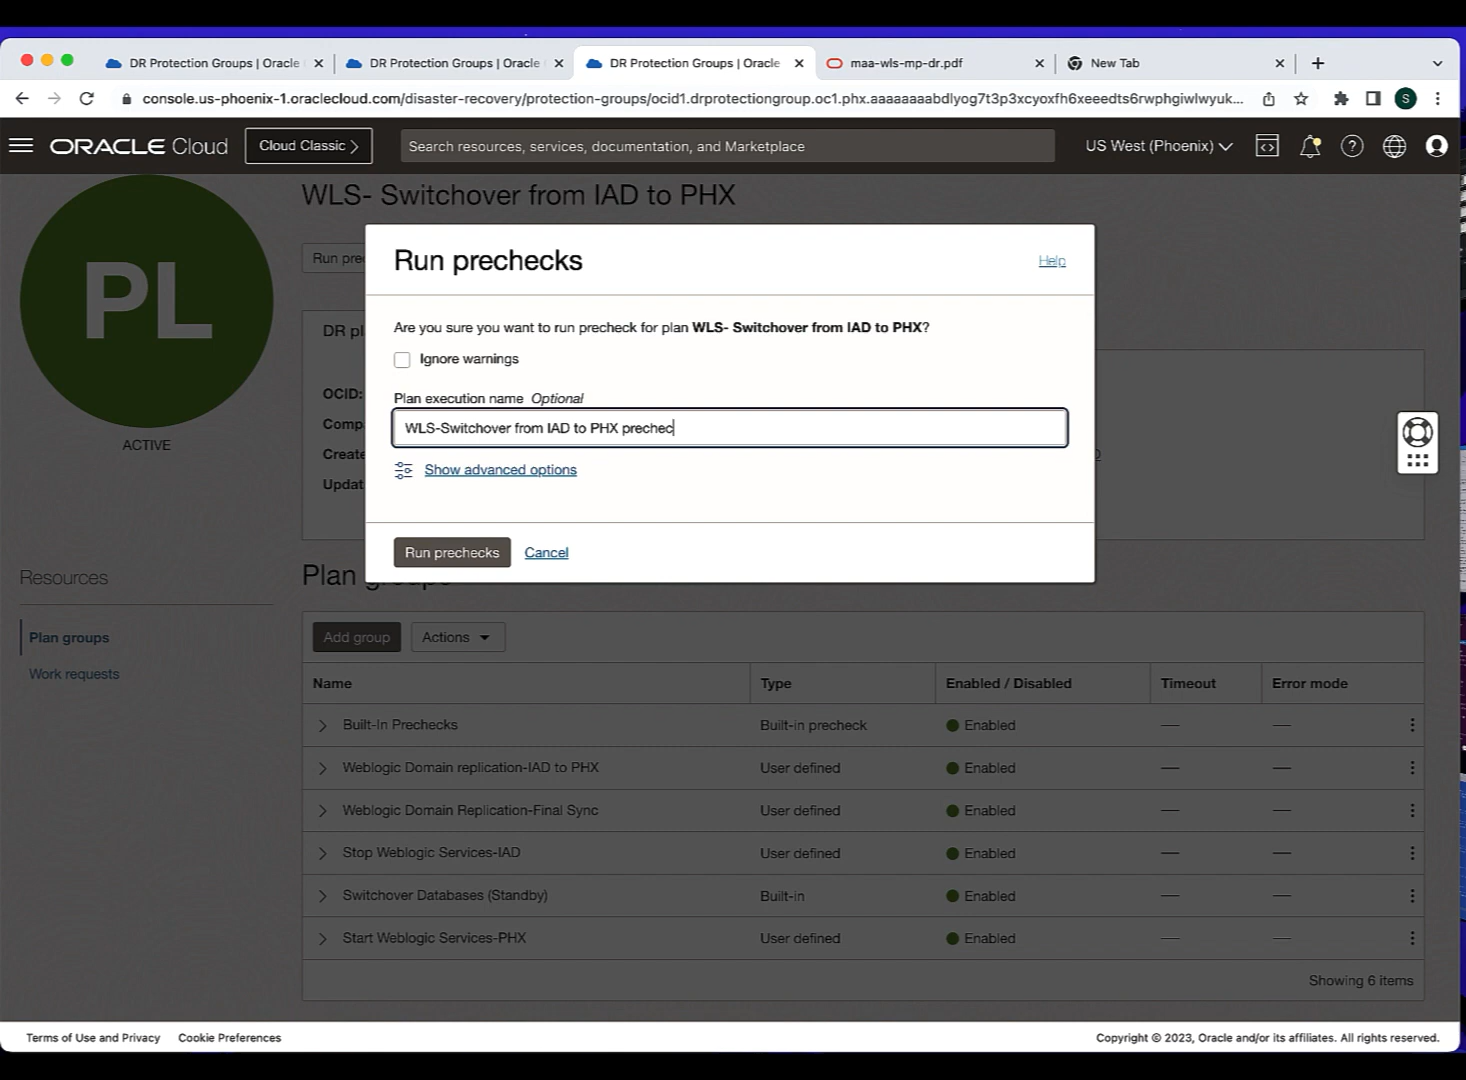 DR Protection Groups | Oracle
DR Protection Groups | Oracle
DR Protection Groups | Oracle
maa-wls-mp-dr.pdf
New Tab
console.us-phoenix-1.oraclecloud.com/disaster-recovery/protection-groups/ocid1.drprotectiongroup.oc1.phx.aaaaaaaabdlyog7t3p3xcyoxfh6xeeedts6rwphgiwlwyuk...
S
ORACLE Cloud
Cloud Classic >
Search resources, services, documentation, and Marketplace
US West (Phoenix)
WLS- Switchover from IAD to PHX
PL
ACTIVE
Run pre
DR pl
OCID:
Comp
Create
Updat
Run prechecks
Help
Are you sure you want to run precheck for plan WLS- Switchover from IAD to PHX?
Ignore warnings
Plan execution name Optional
WLS-Switchover from IAD to PHX prechec
Show advanced options
Run prechecks
Cancel
Resources
Plan groups
Work requests
Plan groups
Add group
Actions
Name Type Enabled / Disabled Timeout Error mode
Built-In Prechecks Built-in precheck Enabled — —
Weblogic Domain replication-IAD to PHX User defined Enabled — —
Weblogic Domain Replication-Final Sync User defined Enabled — —
Stop Weblogic Services-IAD User defined Enabled — —
Switchover Databases (Standby) Built-in Enabled — —
Start Weblogic Services-PHX User defined Enabled — —
Showing 6 items
Terms of Use and Privacy
Cookie Preferences
Copyright © 2023, Oracle and/or its affiliates. All rights reserved.